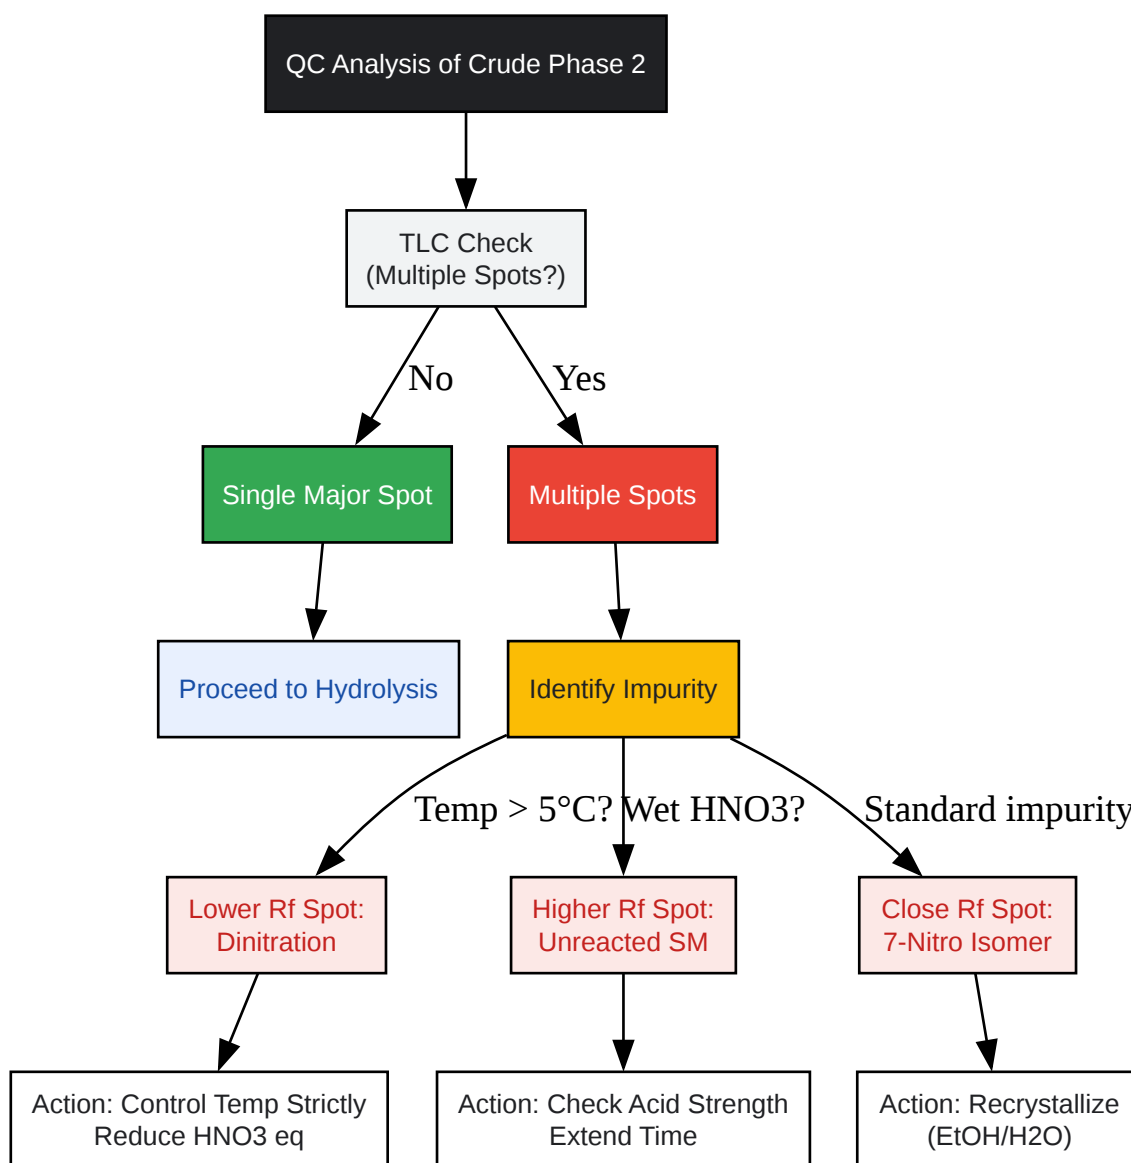 QC Analysis of Crude Phase 2
TLC Check
(Multiple Spots?)
No
Yes
Single Major Spot
Multiple Spots
Proceed to Hydrolysis
Identify Impurity
Temp > 5°C?
Wet HNO3?
Standard impurity
Lower Rf Spot:
Dinitration
Higher Rf Spot:
Unreacted SM
Close Rf Spot:
7-Nitro Isomer
Action: Control Temp Strictly
Reduce HNO3 eq
Action: Check Acid Strength
Extend Time
Action: Recrystallize
(EtOH/H2O)